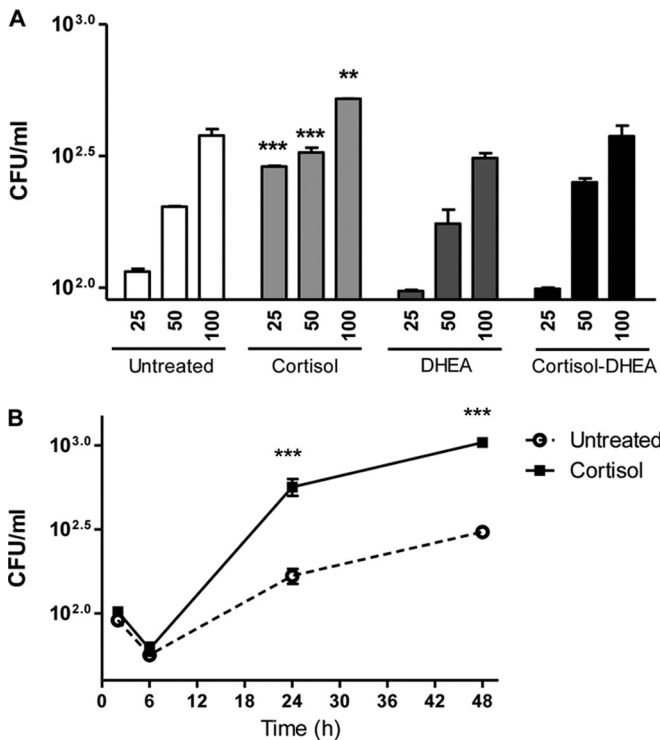 A
CFU/ml
10^3.0
**
*** ***
10^2.5
10^2.0
25 50 100 25 50 100 25 50 100 25 50 100
Untreated Cortisol DHEA Cortisol-DHEA
B
CFU/ml
10^3.0
***
***
Untreated
Cortisol
10^2.5
10^2.0
0 6 12 18 24 30 36 42 48
Time (h)